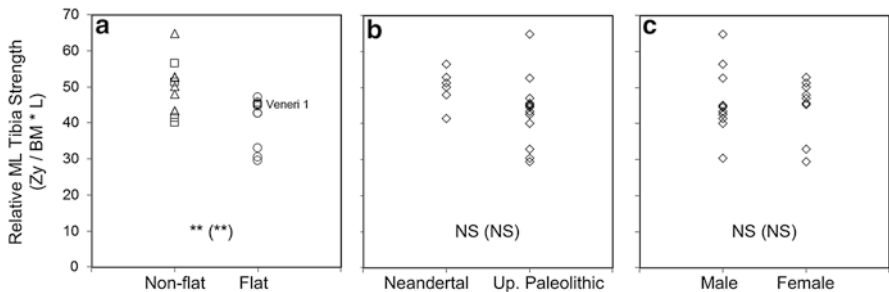 Relative ML Tibia Strength
(Zy / BM * L)
70
60
50
40
30
20
10
0
a
Veneri 1
** (**)
Non-flat Flat
b
NS (NS)
Neandertal Up. Paleolithic
c
NS (NS)
Male Female